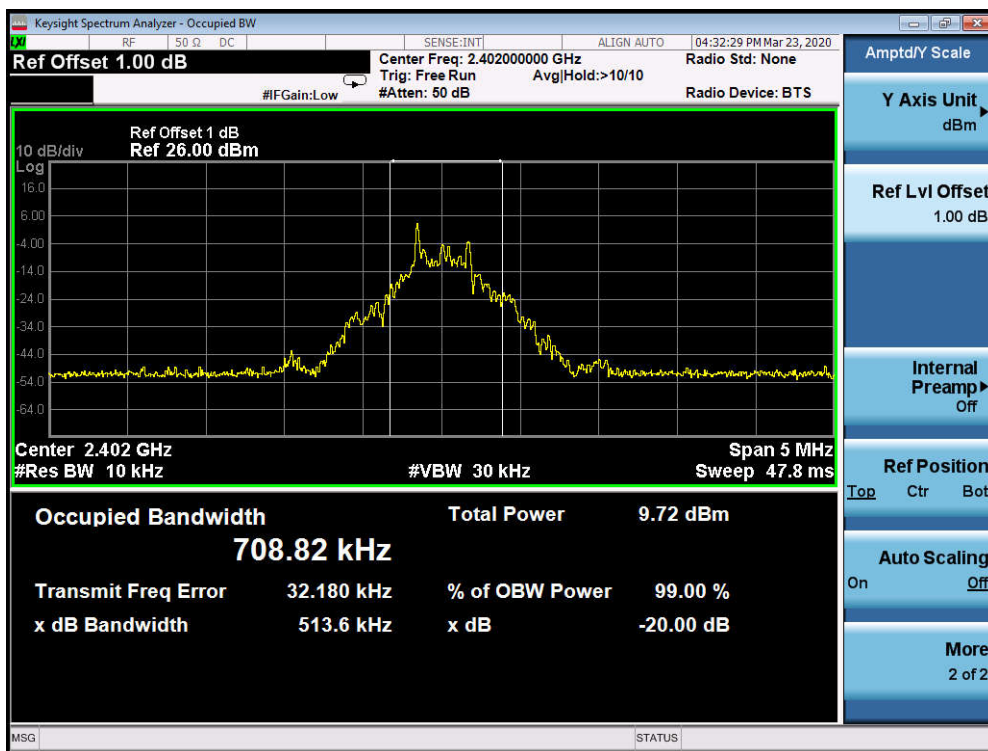 Keysight Spectrum Analyzer - Occupied BW
LXI RF 50 Ω DC SENSE:INT ALIGN AUTO 04:32:29 PM Mar 23, 2020
Ref Offset 1.00 dB
Center Freq: 2.402000000 GHz
Radio Std: None
Trig: Free Run Avg|Hold:>10/10
#IFGain:Low
#Atten: 50 dB
Radio Device: BTS
Ref Offset 1 dB
10 dB/div Ref 26.00 dBm
Log
16.0
6.00
-4.00
-14.0
-24.0
-34.0
-44.0
-54.0
-64.0
Center 2.402 GHz
Span 5 MHz
#Res BW 10 kHz
#VBW 30 kHz
Sweep 47.8 ms
Occupied Bandwidth
Total Power 9.72 dBm
708.82 kHz
Transmit Freq Error 32.180 kHz
% of OBW Power 99.00 %
x dB Bandwidth 513.6 kHz
x dB -20.00 dB
Amptd/Y Scale
Y Axis Unit
dBm
Ref Lvl Offset
1.00 dB
Internal
Preamp
Off
Ref Position
Top Ctr Bot
Auto Scaling
On Off
More
2 of 2
MSG
STATUS